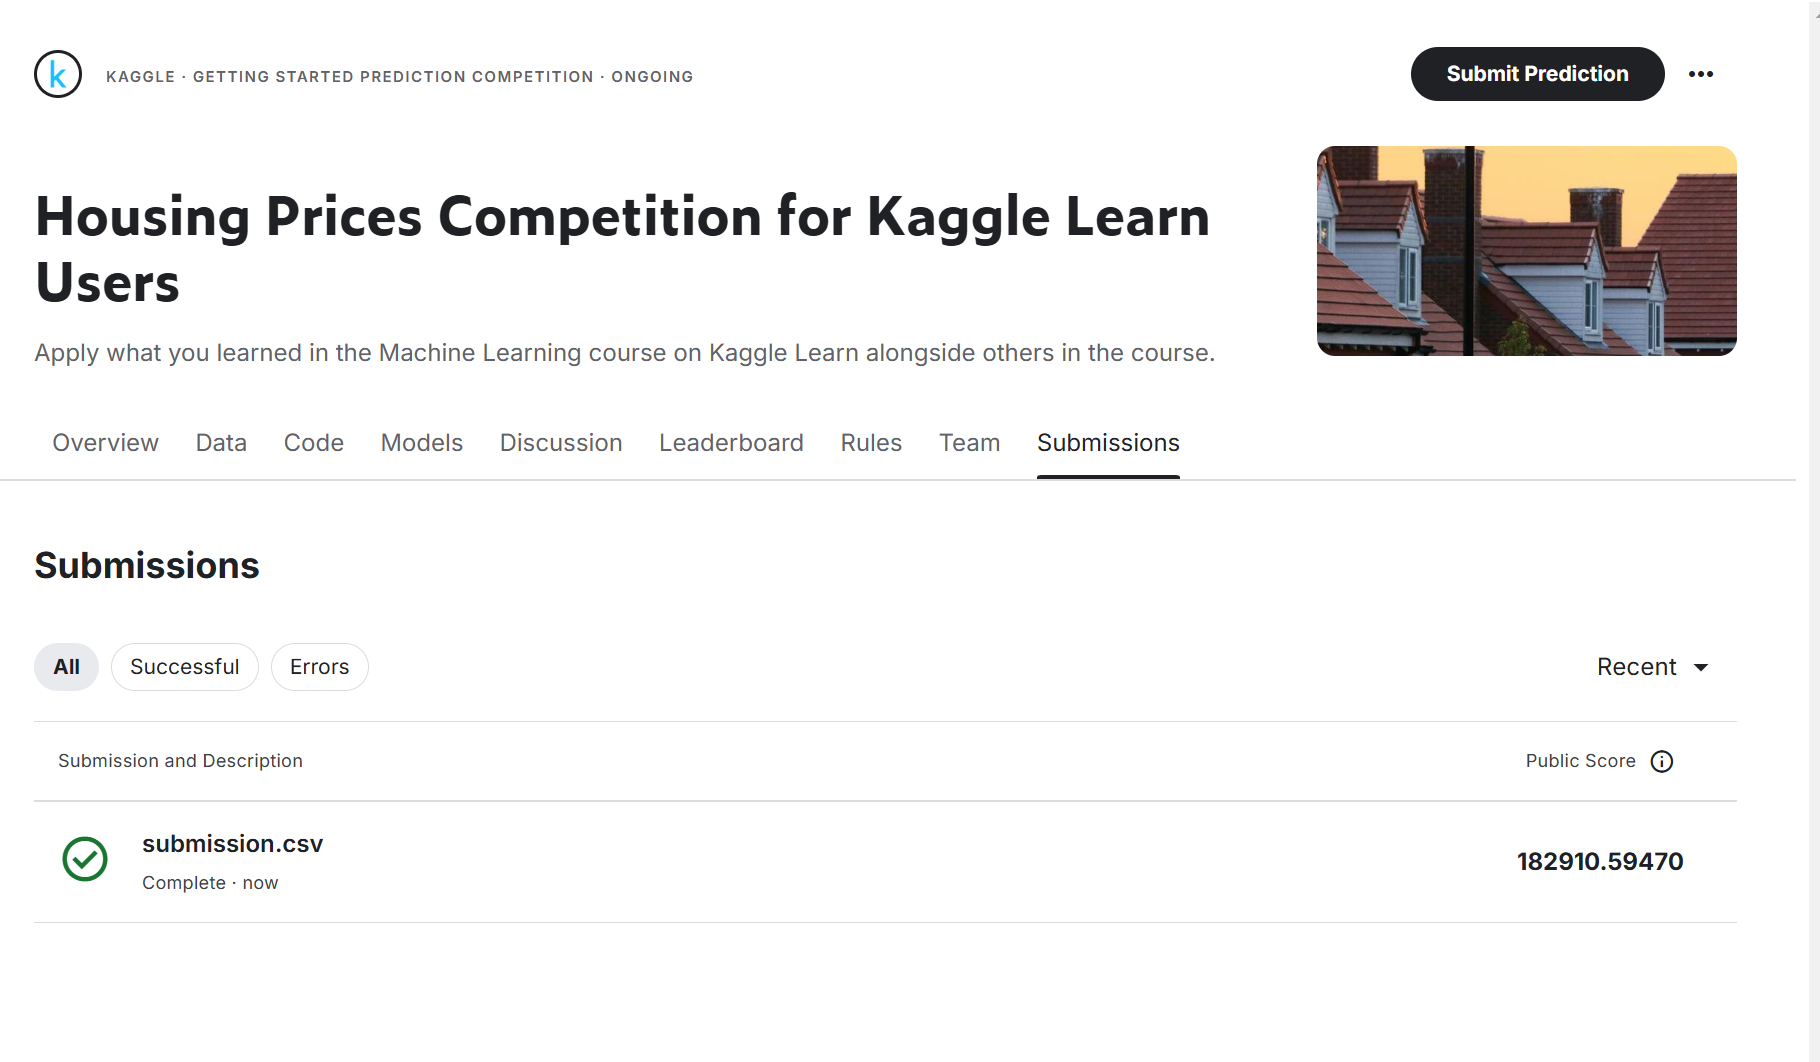 k
KAGGLE · GETTING STARTED PREDICTION COMPETITION · ONGOING
Submit Prediction
Housing Prices Competition for Kaggle Learn
Users
Apply what you learned in the Machine Learning course on Kaggle Learn alongside others in the course.
Overview Data Code Models Discussion Leaderboard Rules Team Submissions
Submissions
All Successful Errors Recent
Submission and Description Public Score
submission.csv
Complete · now
182910.59470